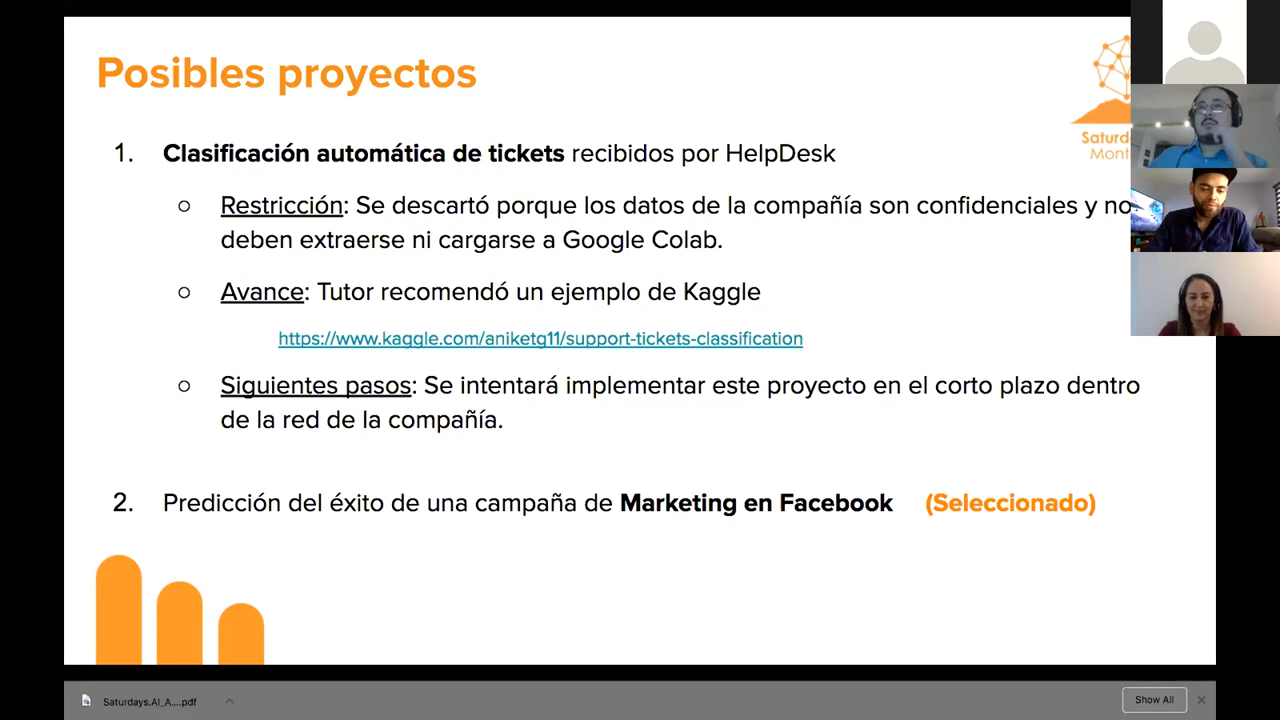 Posibles proyectos
1. Clasificación automática de tickets recibidos por HelpDesk
○ Restricción: Se descartó porque los datos de la compañía son confidenciales y no
deben extraerse ni cargarse a Google Colab.
○ Avance: Tutor recomendó un ejemplo de Kaggle
https://www.kaggle.com/aniketg11/support-tickets-classification
○ Siguientes pasos: Se intentará implementar este proyecto en el corto plazo dentro
de la red de la compañía.
2. Predicción del éxito de una campaña de Marketing en Facebook (Seleccionado)
Saturdays.AI_A....pdf
Show All